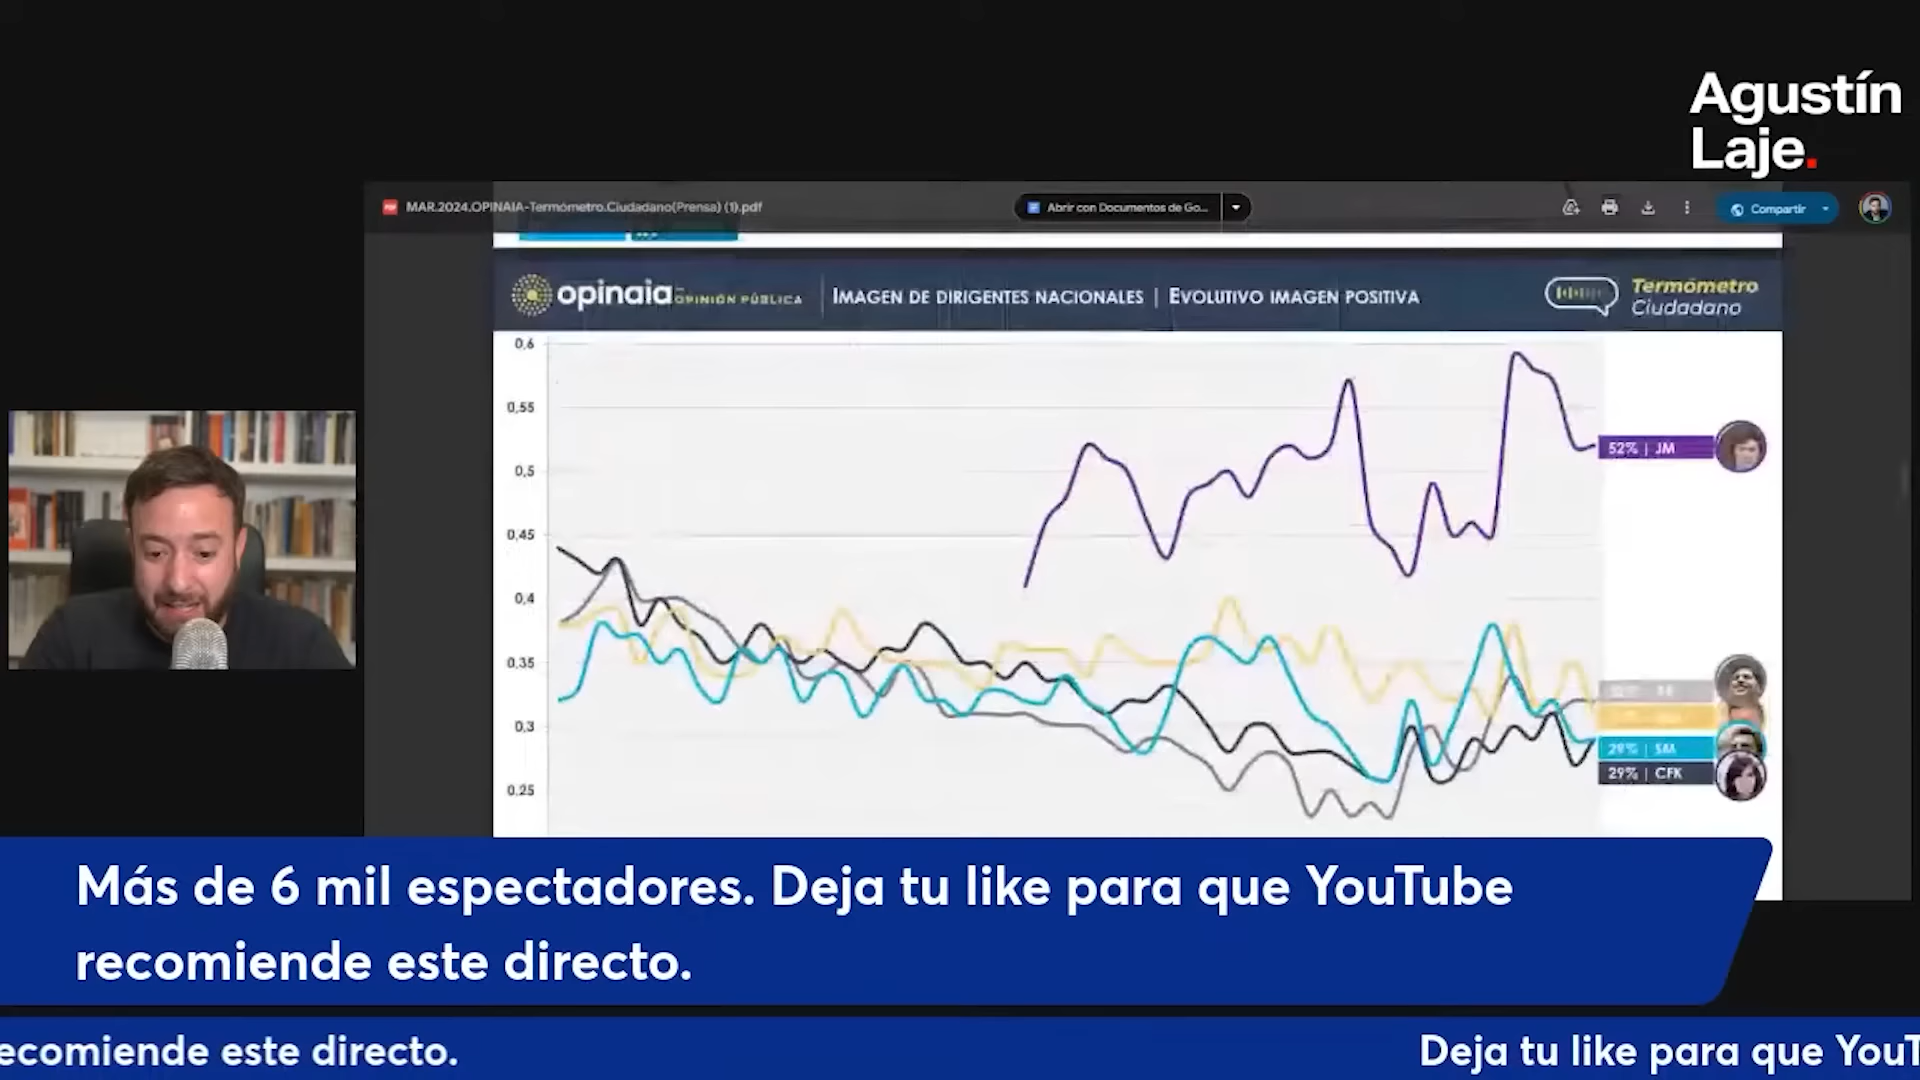 Agustín
Laje.
MAR.2024.OPINAIA-Termómetro.Ciudadano(Prensa) (1).pdf
Abrir con Documentos de Go...
Compartir
opinaia
OPINIÓN PÚBLICA
IMAGEN DE DIRIGENTES NACIONALES | EVOLUTIVO IMAGEN POSITIVA
Termómetro
Ciudadano
0,6
0,55
0,5
0,45
0,4
0,35
0,3
0,25
52% | JM
29% | SM
29% | CFK
Más de 6 mil espectadores. Deja tu like para que YouTube
recomiende este directo.
ecomiende este directo.
Deja tu like para que YouT